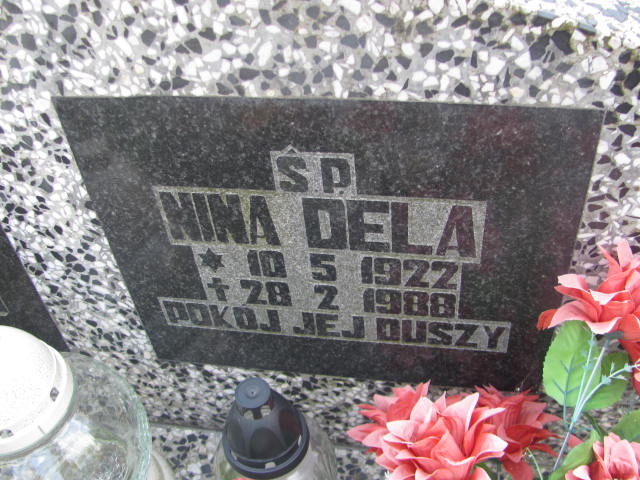 ŚP
NINA DELA
* 10 5 1922
† 28 2 1988
POKÓJ JEJ DUSZY